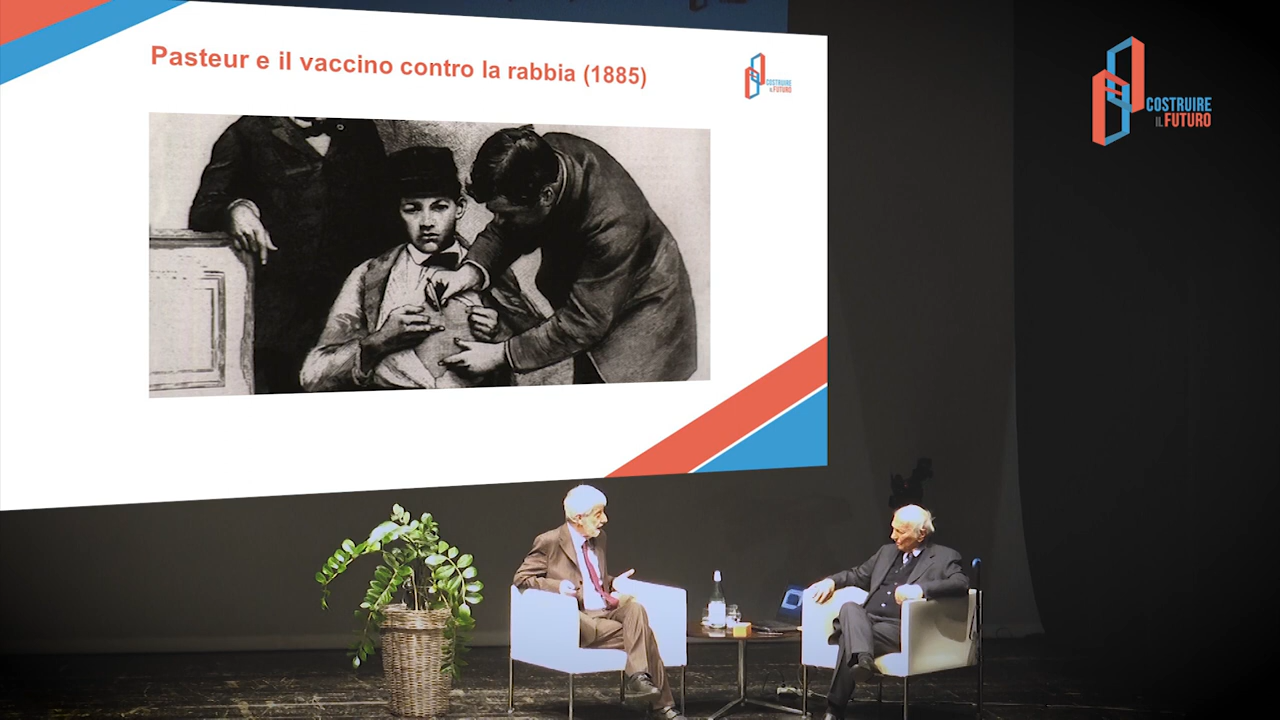 Pasteur e il vaccino contro la rabbia (1885)
COSTRUIRE
IL FUTURO
COSTRUIRE
IL FUTURO